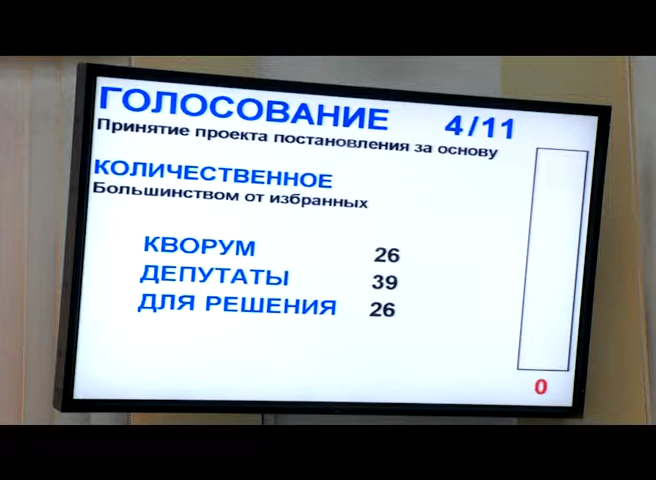 ГОЛОСОВАНИЕ 4/11
Принятие проекта постановления за основу
КОЛИЧЕСТВЕННОЕ
Большинством от избранных
КВОРУМ 26
ДЕПУТАТЫ 39
ДЛЯ РЕШЕНИЯ 26
0